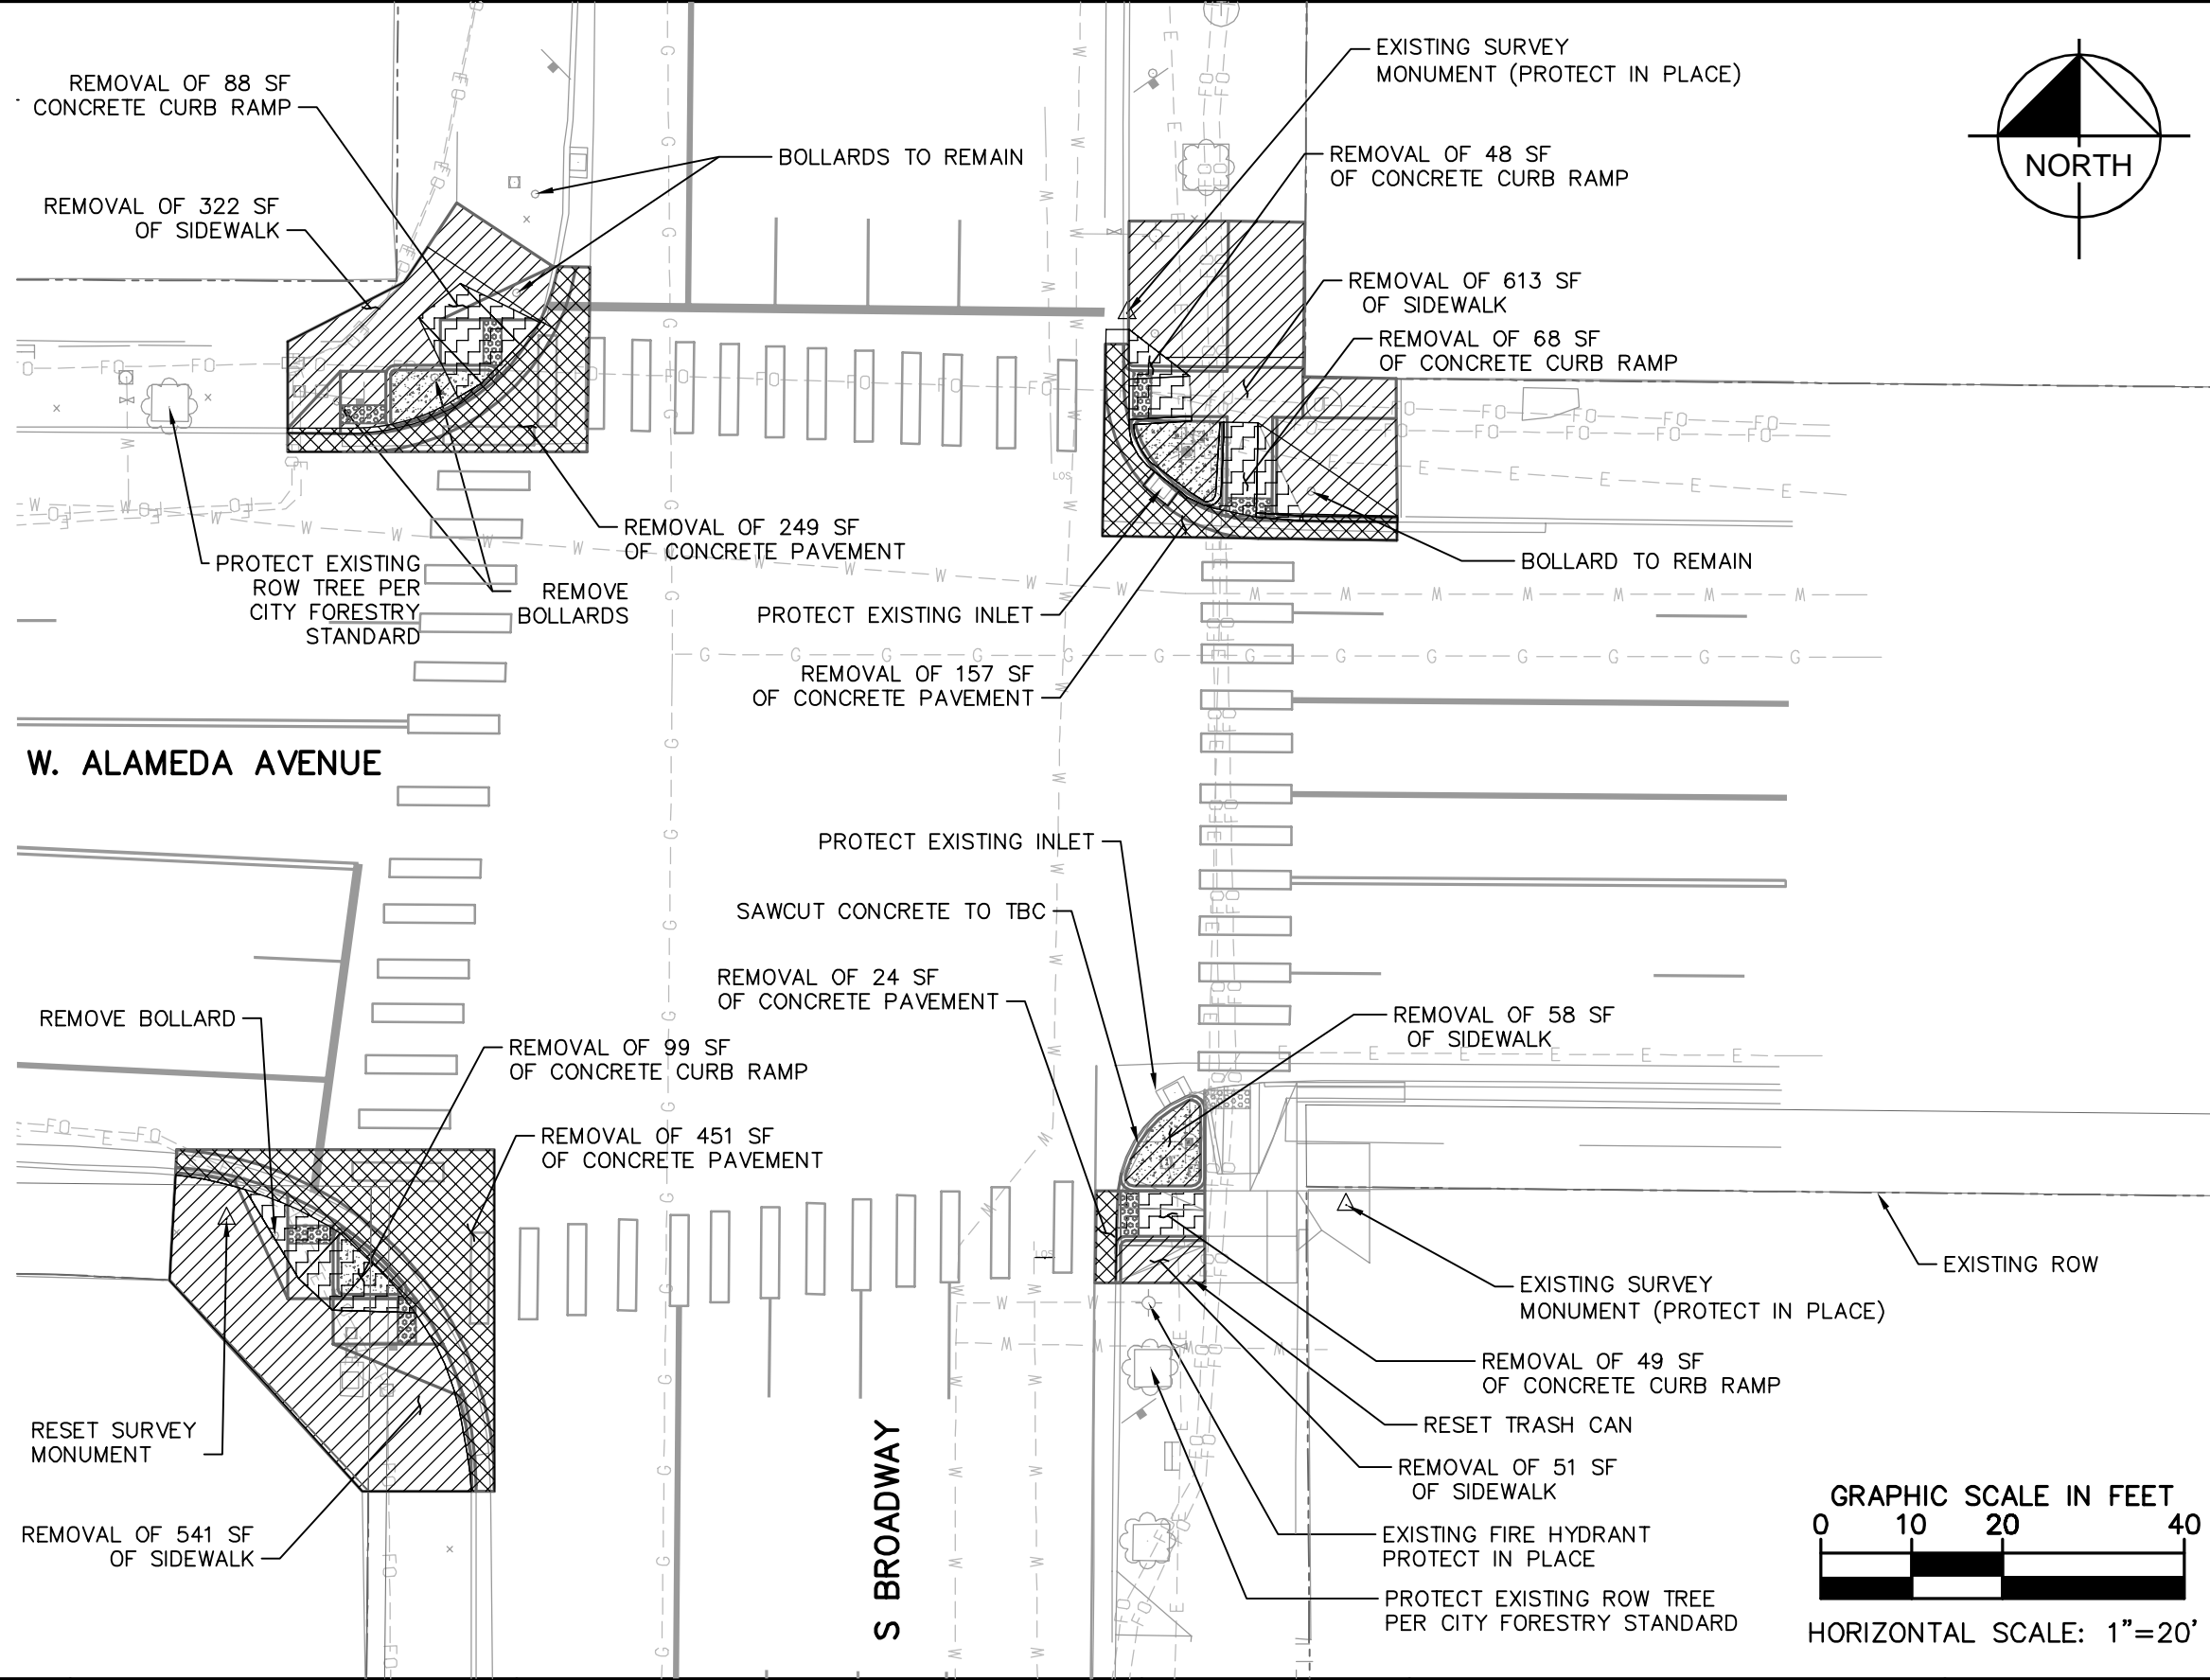 REMOVAL OF 88 SF
CONCRETE CURB RAMP
REMOVAL OF 322 SF
OF SIDEWALK
BOLLARDS TO REMAIN
EXISTING SURVEY
MONUMENT (PROTECT IN PLACE)
REMOVAL OF 48 SF
OF CONCRETE CURB RAMP
REMOVAL OF 613 SF
OF SIDEWALK
REMOVAL OF 68 SF
OF CONCRETE CURB RAMP
NORTH
REMOVAL OF 249 SF
OF CONCRETE PAVEMENT
PROTECT EXISTING
ROW TREE PER
CITY FORESTRY
STANDARD
REMOVE
BOLLARDS
BOLLARD TO REMAIN
PROTECT EXISTING INLET
REMOVAL OF 157 SF
OF CONCRETE PAVEMENT
W. ALAMEDA AVENUE
PROTECT EXISTING INLET
SAWCUT CONCRETE TO TBC
REMOVAL OF 24 SF
OF CONCRETE PAVEMENT
REMOVE BOLLARD
REMOVAL OF 99 SF
OF CONCRETE CURB RAMP
REMOVAL OF 451 SF
OF CONCRETE PAVEMENT
REMOVAL OF 58 SF
OF SIDEWALK
EXISTING ROW
EXISTING SURVEY
MONUMENT (PROTECT IN PLACE)
REMOVAL OF 49 SF
OF CONCRETE CURB RAMP
RESET TRASH CAN
REMOVAL OF 51 SF
OF SIDEWALK
EXISTING FIRE HYDRANT
PROTECT IN PLACE
PROTECT EXISTING ROW TREE
PER CITY FORESTRY STANDARD
RESET SURVEY
MONUMENT
REMOVAL OF 541 SF
OF SIDEWALK
S BROADWAY
GRAPHIC SCALE IN FEET
0 10 20 40
HORIZONTAL SCALE: 1"=20'